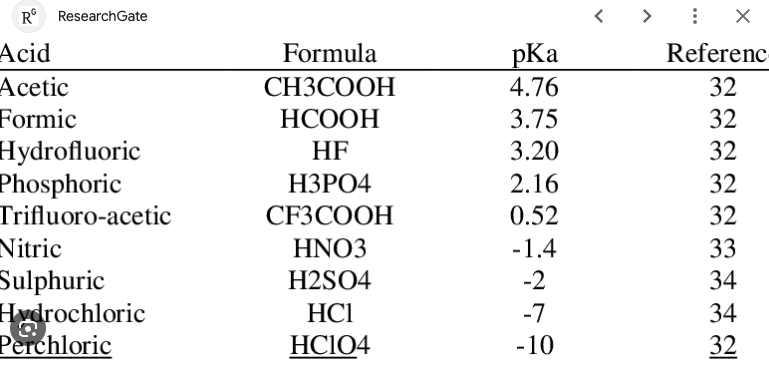 R^G ResearchGate
Acid Formula pKa Referenc
Acetic CH3COOH 4.76 32
Formic HCOOH 3.75 32
Hydrofluoric HF 3.20 32
Phosphoric H3PO4 2.16 32
Trifluoro-acetic CF3COOH 0.52 32
Nitric HNO3 -1.4 33
Sulphuric H2SO4 -2 34
Hydrochloric HCl -7 34
Perchloric HClO4 -10 32